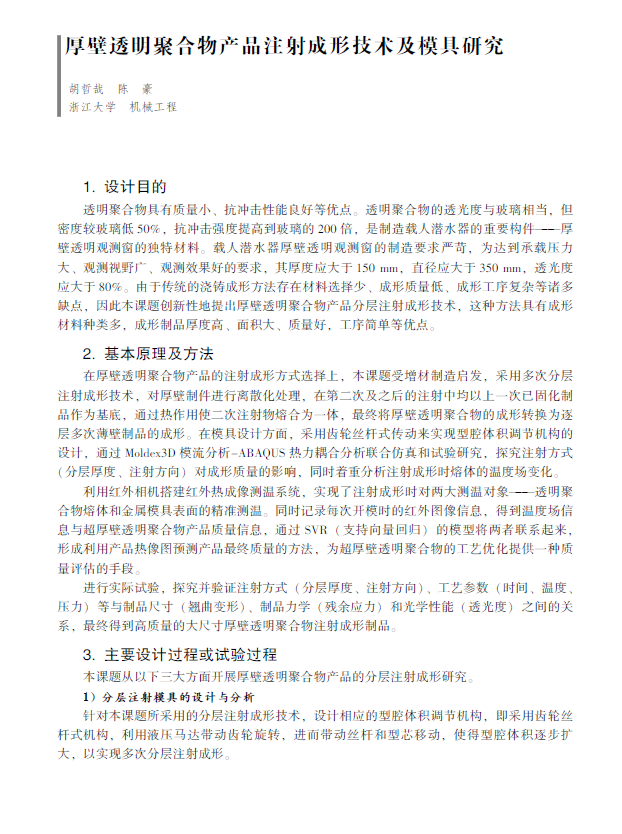 厚壁透明聚合物产品注射成形技术及模具研究
胡哲哉 陈 豪
浙江大学 机械工程
1. 设计目的
透明聚合物具有质量小、抗冲击性能良好等优点。透明聚合物的透光度与玻璃相当，但
密度较玻璃低 50%，抗冲击强度提高到玻璃的 200 倍，是制造载人潜水器的重要构件——厚
壁透明观测窗的独特材料。载人潜水器厚壁透明观测窗的制造要求严苛，为达到承载压力
大、观测视野广、观测效果好的要求，其厚度应大于 150 mm，直径应大于 350 mm，透光度
应大于 80%。由于传统的浇铸成形方法存在材料选择少、成形质量低、成形工序复杂等诸多
缺点，因此本课题创新性地提出厚壁透明聚合物产品分层注射成形技术，这种方法具有成形
材料种类多，成形制品厚度高、面积大、质量好，工序简单等优点。
2. 基本原理及方法
在厚壁透明聚合物产品的注射成形方式选择上，本课题受增材制造启发，采用多次分层
注射成形技术，对厚壁制件进行离散化处理，在第二次及之后的注射中均以上一次已固化制
品作为基底，通过热作用使二次注射物熔合为一体，最终将厚壁透明聚合物的成形转换为逐
层多次薄壁制品的成形。在模具设计方面，采用齿轮丝杆式传动来实现型腔体积调节机构的
设计，通过 Moldex3D 模流分析-ABAQUS 热力耦合分析联合仿真和试验研究，探究注射方式
（分层厚度、注射方向）对成形质量的影响，同时着重分析注射成形时熔体的温度场变化。
利用红外相机搭建红外热成像测温系统，实现了注射成形时对两大测温对象——透明聚
合物熔体和金属模具表面的精准测温。同时记录每次开模时的红外图像信息，得到温度场信
息与超厚壁透明聚合物产品质量信息，通过 SVR（支持向量回归）的模型将两者联系起来，
形成利用产品热像图预测产品最终质量的方法，为超厚壁透明聚合物的工艺优化提供一种质
量评估的手段。
进行实际试验，探究并验证注射方式（分层厚度、注射方向）、工艺参数（时间、温度、
压力）等与制品尺寸（翘曲变形）、制品力学（残余应力）和光学性能（透光度）之间的关
系，最终得到高质量的大尺寸厚壁透明聚合物注射成形制品。
3. 主要设计过程或试验过程
本课题从以下三大方面开展厚壁透明聚合物产品的分层注射成形研究。
1）分层注射模具的设计与分析
针对本课题所采用的分层注射成形技术，设计相应的型腔体积调节机构，即采用齿轮丝
杆式机构，利用液压马达带动齿轮旋转，进而带动丝杆和型芯移动，使得型腔体积逐步扩
大，以实现多次分层注射成形。